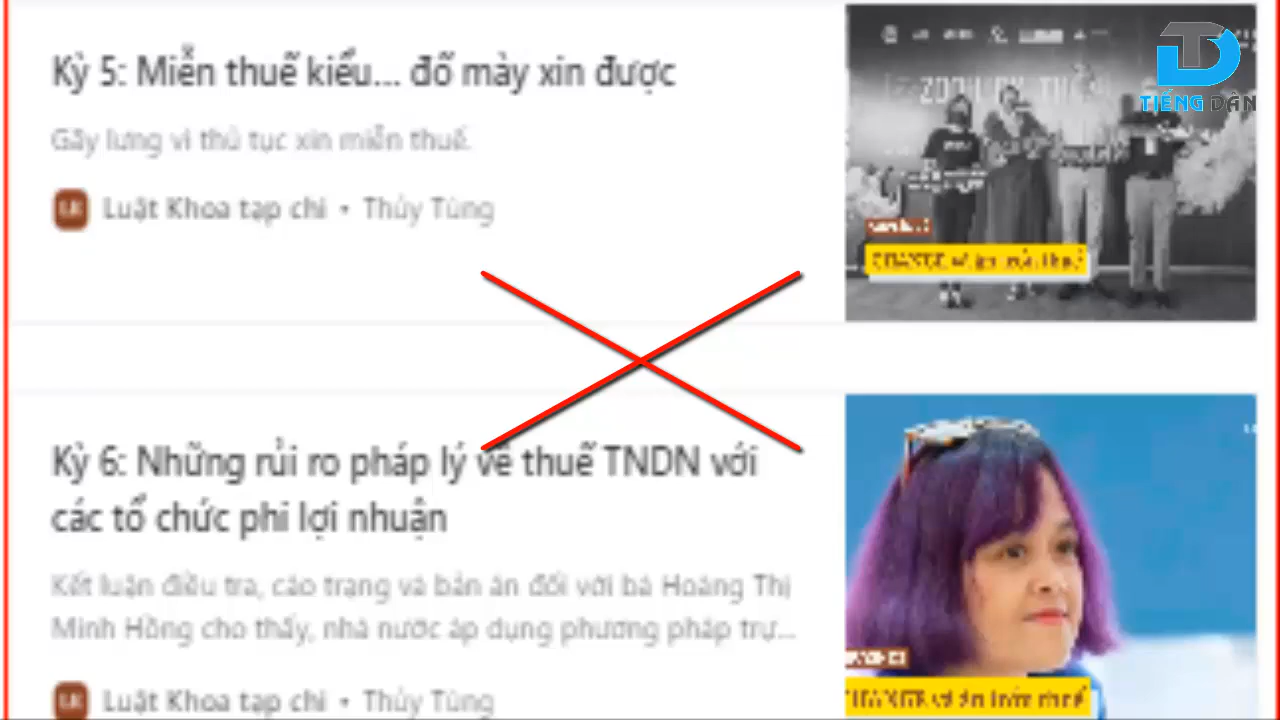 Kỳ 5: Miễn thuế kiểu... đố mày xin được
Gãy lưng vì thủ tục xin miễn thuế.
Luật Khoa tạp chí • Thủy Tùng
TIẾNG DÂN
Kỳ 6: Những rủi ro pháp lý về thuế TNDN với
các tổ chức phi lợi nhuận
Kết luận điều tra, cáo trạng và bản án đối với bà Hoàng Thị
Minh Hồng cho thấy, nhà nước áp dụng phương pháp trự...
Luật Khoa tạp chí • Thủy Tùng